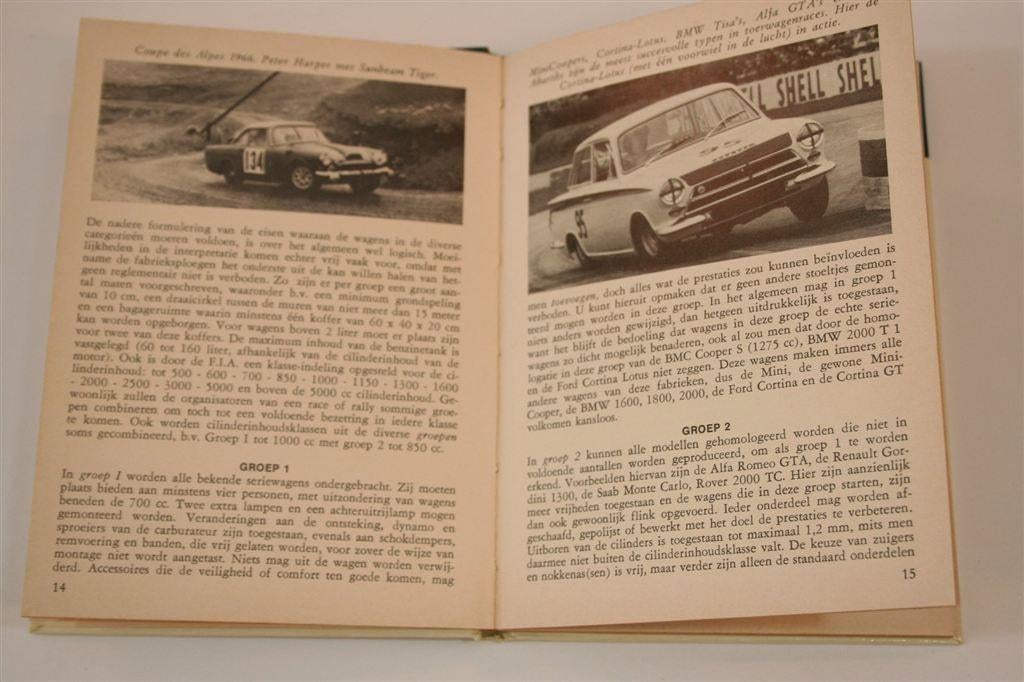 Coupe des Alpes 1966. Peter Harper met Sunbeam Tiger.
134
De nadere formulering van de eisen waaraan de wagens in de diverse
categorieën moeten voldoen, is over het algemeen wel logisch. Moei-
lijkheden in de interpretatie komen echter vrij vaak voor, omdat met
name de fabrieksploegen het onderste uit de kan willen halen van het-
geen reglementair niet is verboden. Zo zijn er per groep een groot aan-
tal maten voorgeschreven, waaronder b.v. een minimum grondspeling
van 10 cm, een draaicirkel tussen de muren van niet meer dan 15 meter
en een bagageruimte waarin minstens één koffer van 60 x 40 x 20 cm
kan worden opgeborgen. Voor wagens boven 2 liter moet er plaats zijn
voor twee van deze koffers. De maximum inhoud van de benzinetank is
vastgelegd (60 tot 160 liter, afhankelijk van de cilinderinhoud van de
motor). Ook is door de F.I.A. een klasse-indeling opgesteld voor de ci-
linderinhoud: tot 500 - 600 - 700 - 850 - 1000 - 1150 - 1300 - 1600
- 2000 - 2500 - 3000 - 5000 en boven de 5000 cc cilinderinhoud. Ge-
woonlijk zullen de organisatoren van een race of rally sommige groe-
pen combineren om toch tot een voldoende bezetting in iedere klasse
te komen. Ook worden cilinderinhoudsklassen uit de diverse groepen
soms gecombineerd, b.v. Groep I tot 1000 cc met groep 2 tot 850 cc.
GROEP 1
In groep I worden alle bekende seriewagens ondergebracht. Zij moeten
plaats bieden aan minstens vier personen, met uitzondering van wagens
beneden de 700 cc. Twee extra lampen en een achteruitrijlamp mogen
gemonteerd worden. Veranderingen aan de ontsteking, dynamo en
sproeiers van de carburateur zijn toegestaan, evenals aan schokdempers,
remvoering en banden, die vrij gelaten worden, voor zover de wijze van
montage niet wordt aangetast. Niets mag uit de wagen worden verwij-
derd. Accessoires die de veiligheid of comfort ten goede komen, mag
14
MiniCoopers, Cortina-Lotus, BMW Tisa's, Alfa GTA's
Abarths zijn de meest succesvolle typen in toerwagenraces. Hier de
Cortina-Lotus (met één voorwiel in de lucht) in actie.
LL SHELL SHEL
95
95
men toevoegen, doch alles wat de prestaties zou kunnen beïnvloeden is
verboden. U kunt hieruit opmaken dat er geen andere stoeltjes gemon-
teerd mogen worden in deze groep. In het algemeen mag in groep 1
niets anders worden gewijzigd, dan hetgeen uitdrukkelijk is toegestaan,
want het blijft de bedoeling dat wagens in deze groep de echte serie-
wagens zo dicht mogelijk benaderen, ook al zou men dat door de homo-
logatie in deze groep van de BMC Cooper S (1275 cc), BMW 2000 T 1
en de Ford Cortina Lotus niet zeggen. Deze wagens maken immers alle
andere wagens van deze fabrieken, dus de Mini, de gewone Mini-
Cooper, de BMW 1600, 1800, 2000, de Ford Cortina en de Cortina GT
volkomen kansloos.
GROEP 2
In groep 2 kunnen alle modellen gehomologeerd worden die niet in
voldoende aantallen worden geproduceerd, om als groep 1 te worden
erkend. Voorbeelden hiervan zijn de Alfa Romeo GTA, de Renault Gor-
dini 1300, de Saab Monte Carlo, Rover 2000 TC. Hier zijn aanzienlijk
meer vrijheden toegestaan en de wagens die in deze groep starten, zijn
dan ook gewoonlijk flink opgevoerd. Ieder onderdeel mag worden af-
geschaafd, gepolijst of bewerkt met het doel de prestaties te verbeteren.
Uitboren van de cilinders is toegestaan tot maximaal 1,2 mm, mits men
daarmee niet buiten de cilinderinhoudsklasse valt. De keuze van zuigers
en nokkenas(sen) is vrij, maar verder zijn alleen de standaard onderdelen
15